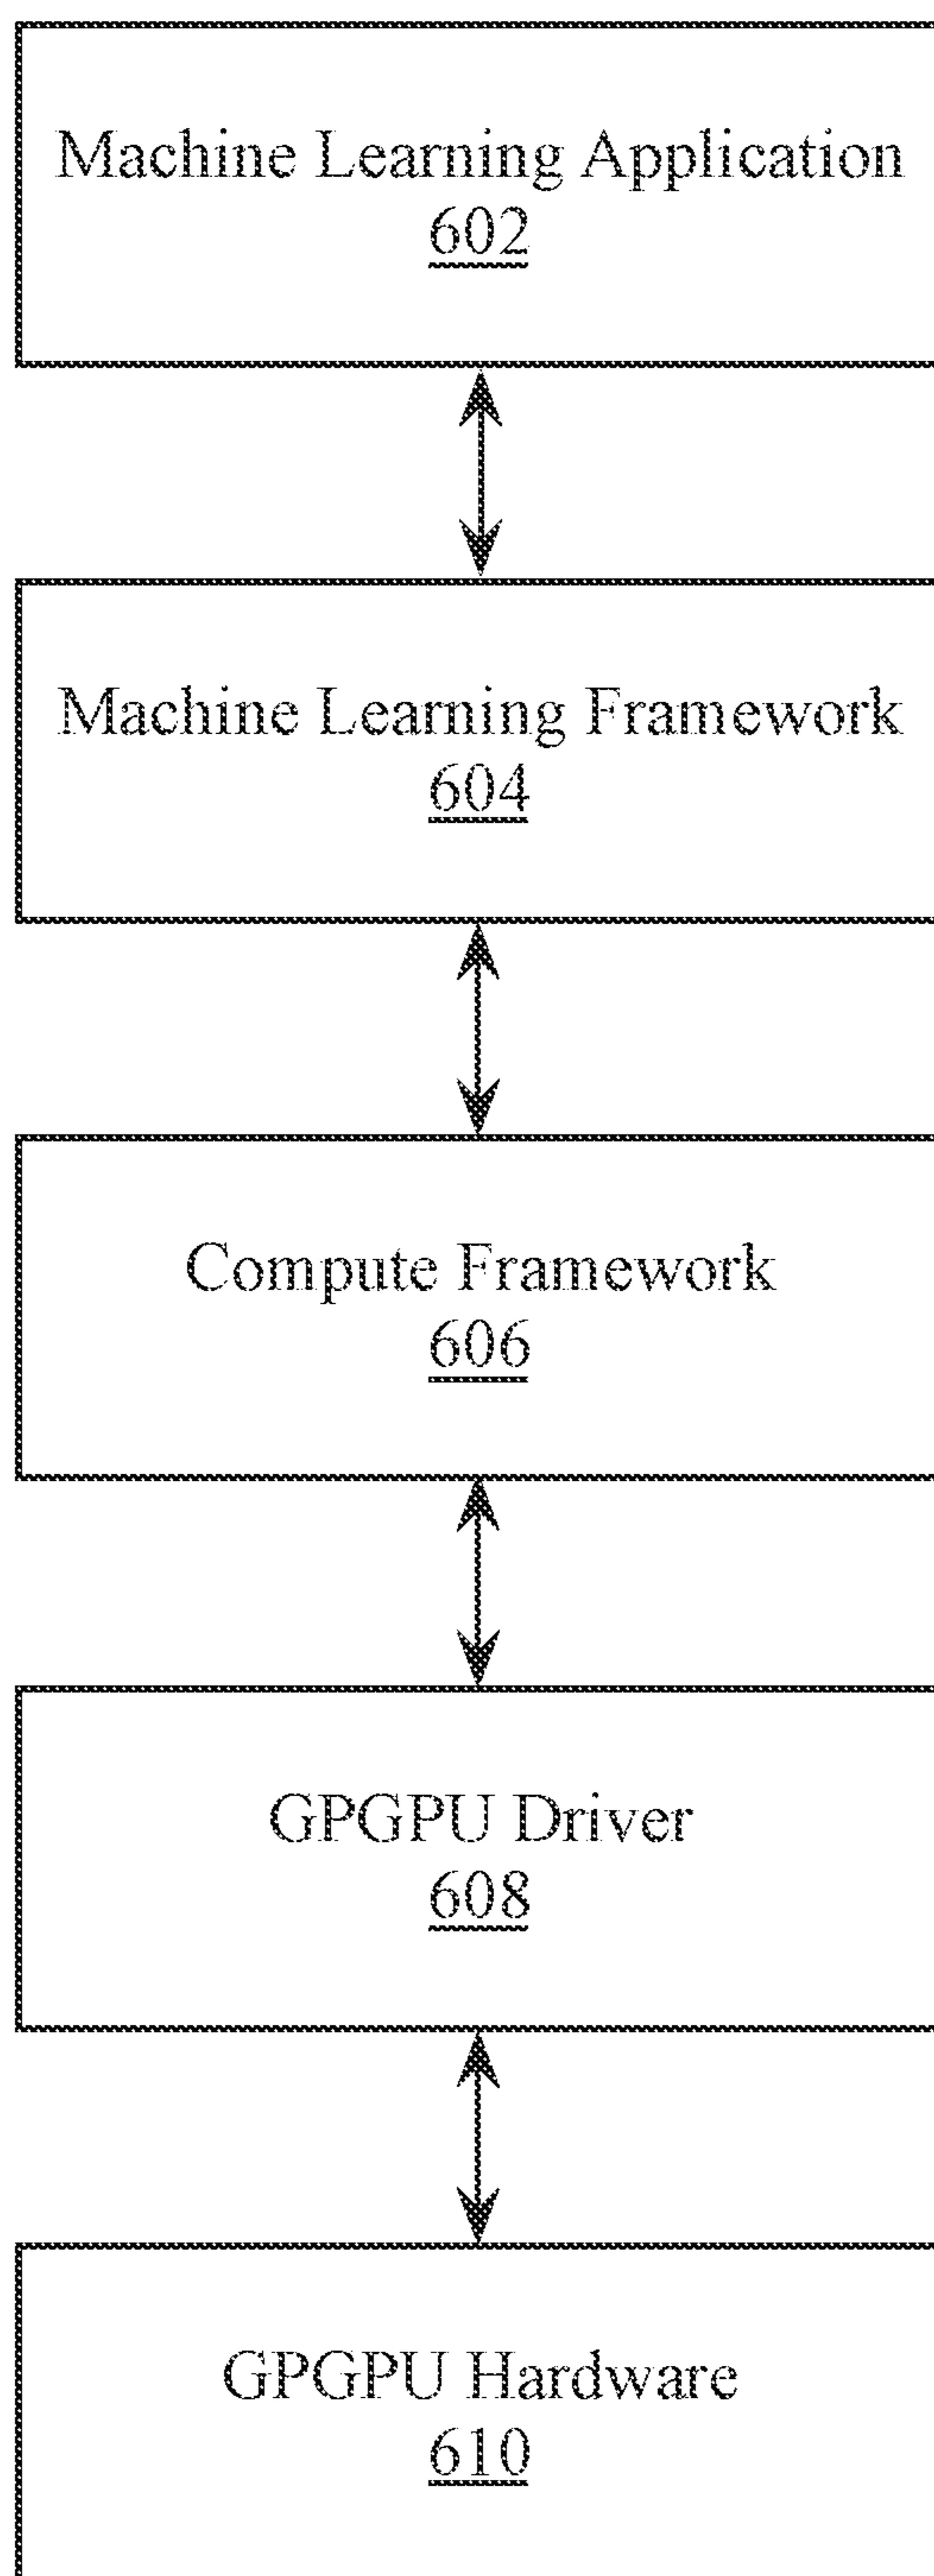 Machine Learning Application
602
Machine Learning Framework
604
Compute Framework
606
GPGPU Driver
608
GPGPU Hardware
610